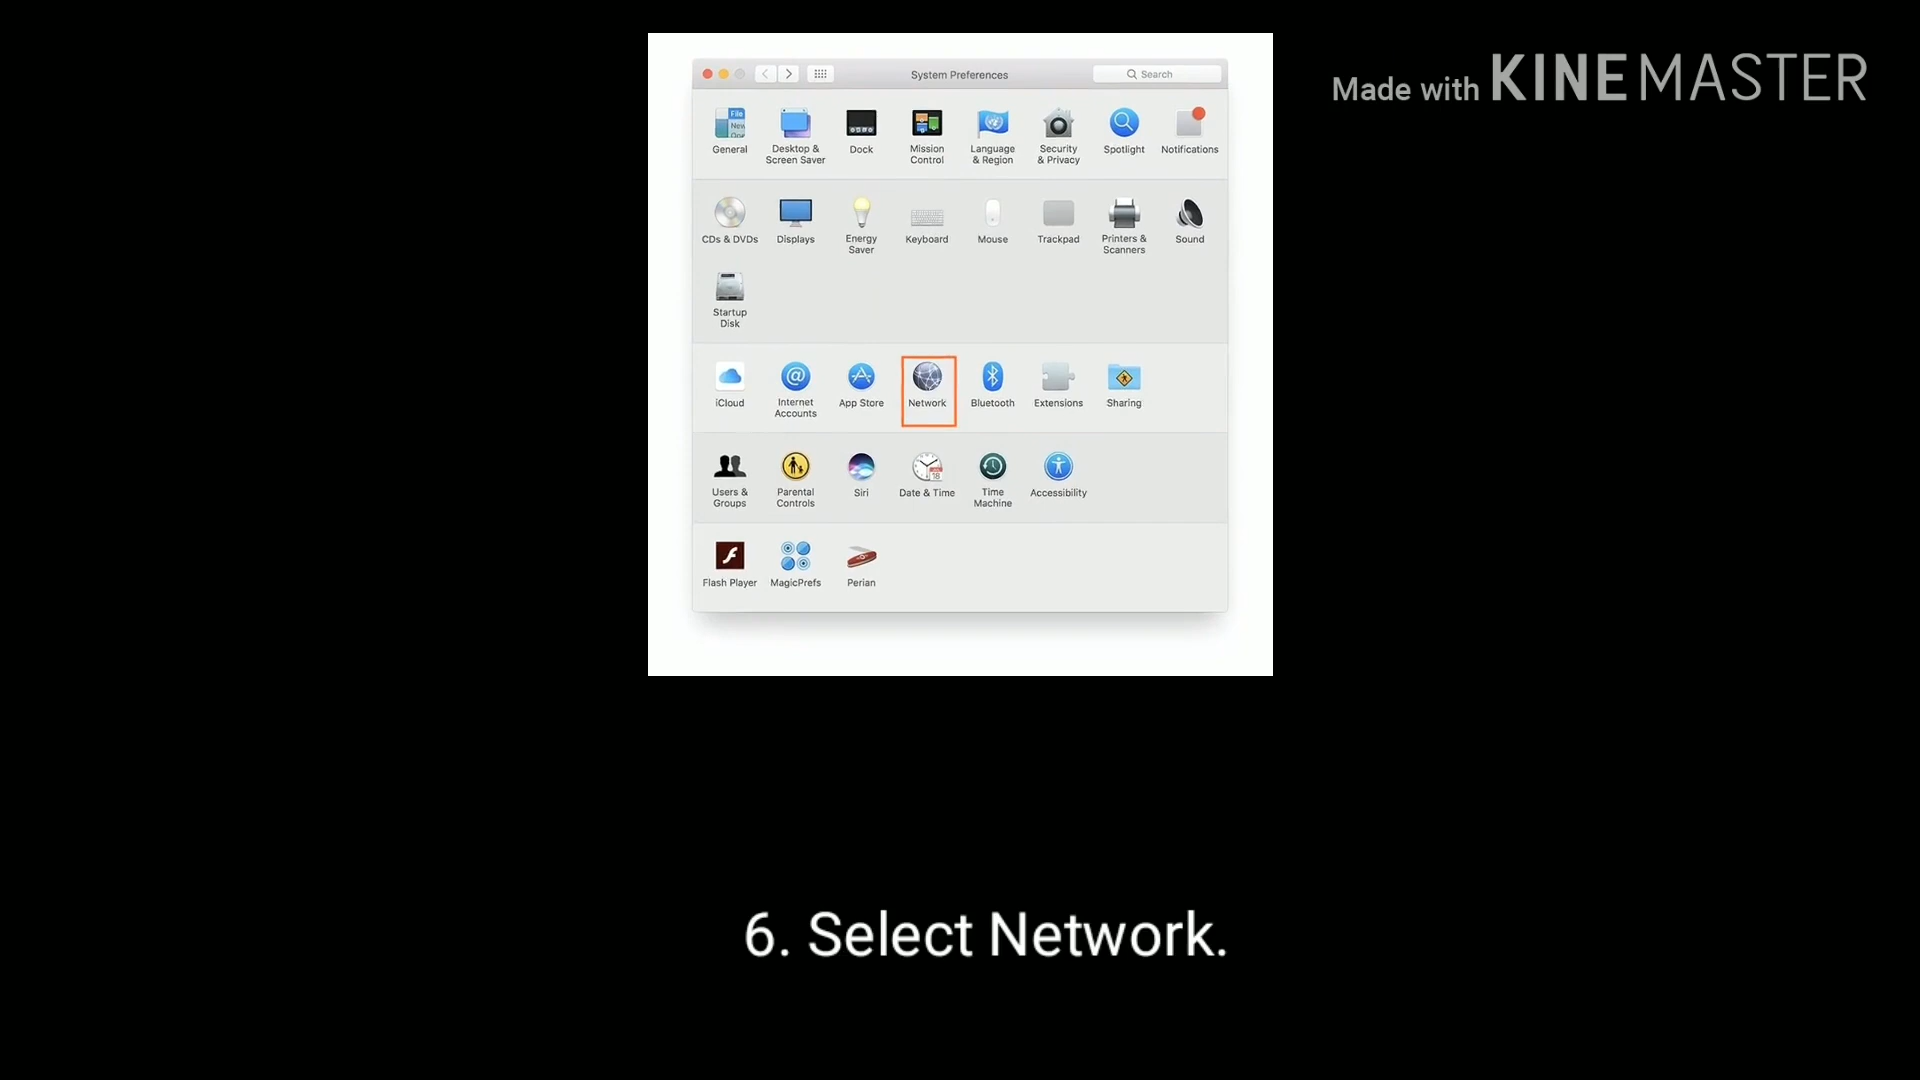 Made with KINEMASTER
System Preferences
Search
File
New
General
Desktop &
Screen Saver
Dock
Mission
Control
Language
& Region
Security
& Privacy
Spotlight
Notifications
CDs & DVDs
Displays
Energy
Saver
Keyboard
Mouse
Trackpad
Printers &
Scanners
Sound
Startup
Disk
iCloud
Internet
Accounts
App Store
Network
Bluetooth
Extensions
Sharing
Users &
Groups
Parental
Controls
Siri
Date & Time
Time
Machine
Accessibility
Flash Player
MagicPrefs
Perian
6. Select Network.